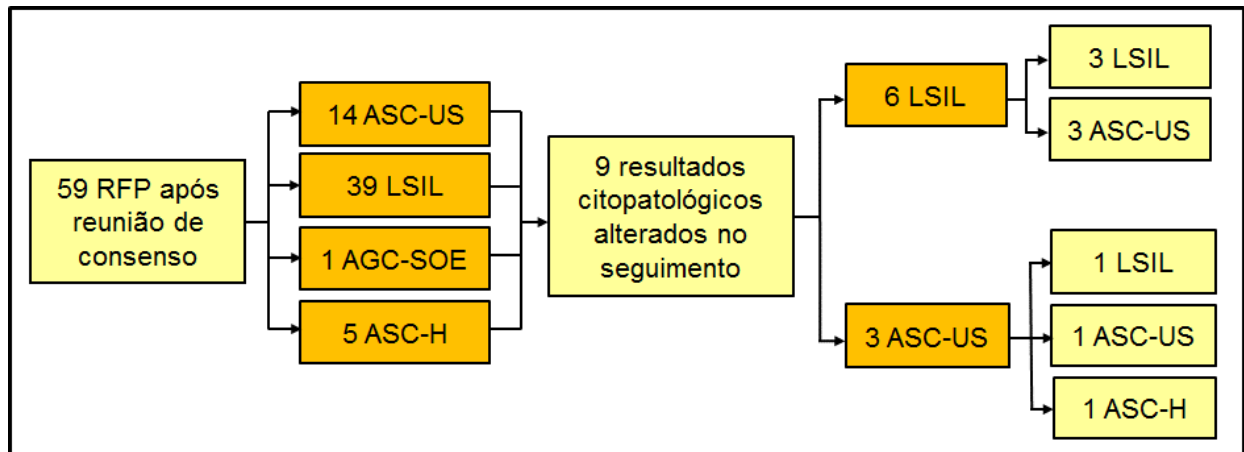 59 RFP após
reunião de
consenso
14 ASC-US
39 LSIL
1 AGC-SOE
5 ASC-H
9 resultados
citopatológicos
alterados no
seguimento
6 LSIL
3 LSIL
3 ASC-US
3 ASC-US
1 LSIL
1 ASC-US
1 ASC-H